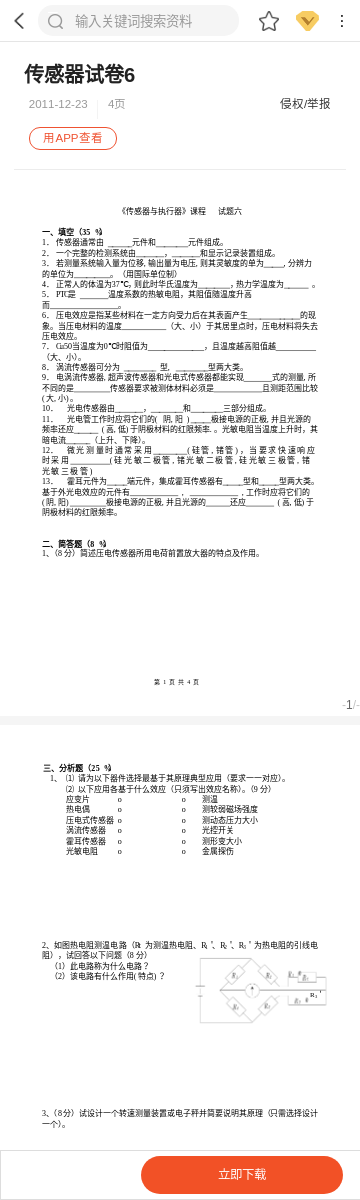 输入关键词搜索资料
传感器试卷6
2011-12-23 4页 侵权/举报
用APP查看
《传感器与执行器》课程 试题六
一、填空（35 %）
1. 传感器通常由 ______元件和________元件组成。
2. 一个完整的检测系统由_______，_______和显示记录装置组成。
3. 若测量系统输入量为位移, 输出量为电压, 则其灵敏度的单为_____, 分辨力
的单位为_________。（用国际单位制）
4. 正常人的体温为37℃, 则此时华氏温度为________, 热力学温度为______ 。
5. PTC是 _______温度系数的热敏电阻，其阻值随温度升高
而_________________。
6. 压电效应是指某些材料在一定方向受力后在其表面产生_____________的现
象。当压电材料的温度___________（大、小）于其居里点时，压电材料将失去
压电效应。
7. Cu50当温度为0℃时阻值为______________，且温度越高阻值越__________
（大、小）。
8. 涡流传感器可分为 ________ 型, ________型两大类。
9. 电涡流传感器, 超声波传感器和光电式传感器都能实现_______式的测量, 所
不同的是_________传感器要求被测体材料必须是____________且测距范围比较
(大, 小)。
10. 光电传感器由_______，________和________三部分组成。
11. 光电管工作时应将它们的( 阴, 阳 ) _____极接电源的正极, 并且光源的
频率还应______ (高, 低) 于阴极材料的红限频率. 。光敏电阻当温度上升时，其
暗电流______（上升、下降）。
12. 微光测量时通常采用________(硅管, 锗管)，当要求快速响应
时采用__________(硅光敏二极管, 锗光敏二极管, 硅光敏三极管, 锗
光敏三极管)
13. 霍耳元件为_____端元件，集成霍耳传感器有_____型和_____型两大类。
基于外光电效应的元件有____________ ，____________ , 工作时应将它们的
(阴, 阳) _________极接电源的正极, 并且光源的______还应_______ (高, 低) 于
阴极材料的红限频率。
二、简答题（8 %）
1、（8分）简述压电传感器所用电荷前置放大器的特点及作用。
第 1 页 共 4 页
-1/-
三、分析题（25 %）
1、 ⑴ 请为以下器件选择最基于其原理典型应用（要求一一对应）。
⑵ 以下应用各基于什么效应（只须写出效应名称）。（9分）
应变片 o o 测温
热电偶 o o 测较弱磁场强度
压电式传感器 o o 测动态压力大小
涡流传感器 o o 光控开关
霍耳传感器 o o 测形变大小
光敏电阻 o o 金属探伤
2、如图热电阻测温电路（Rt 为测温热电阻、R₁'、R₂'、R₃' 为热电阻的引线电
阻），试回答以下问题（8分）
（1）此电路称为什么电路？
（2）该电路有什么作用(特点) ？
R₃'
3、（8分）试设计一个转速测量装置或电子秤并简要说明其原理（只需选择设计
一个）。
立即下载